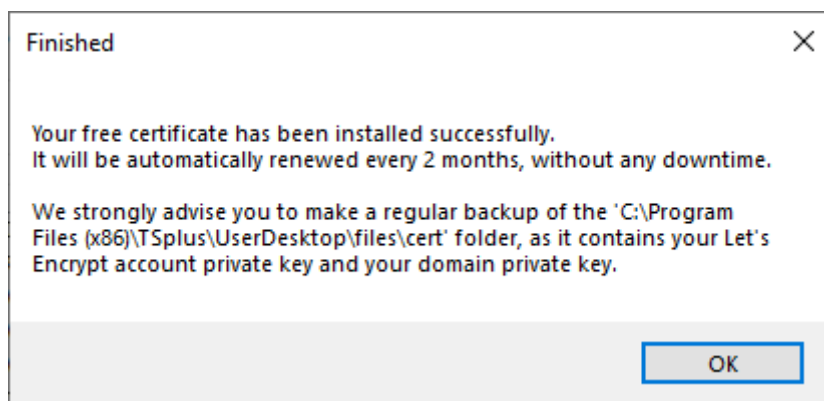 Finished
Your free certificate has been installed successfully.
It will be automatically renewed every 2 months, without any downtime.
We strongly advise you to make a regular backup of the 'C:\Program
Files (x86)\TSplus\UserDesktop\files\cert' folder, as it contains your Let's
Encrypt account private key and your domain private key.
OK